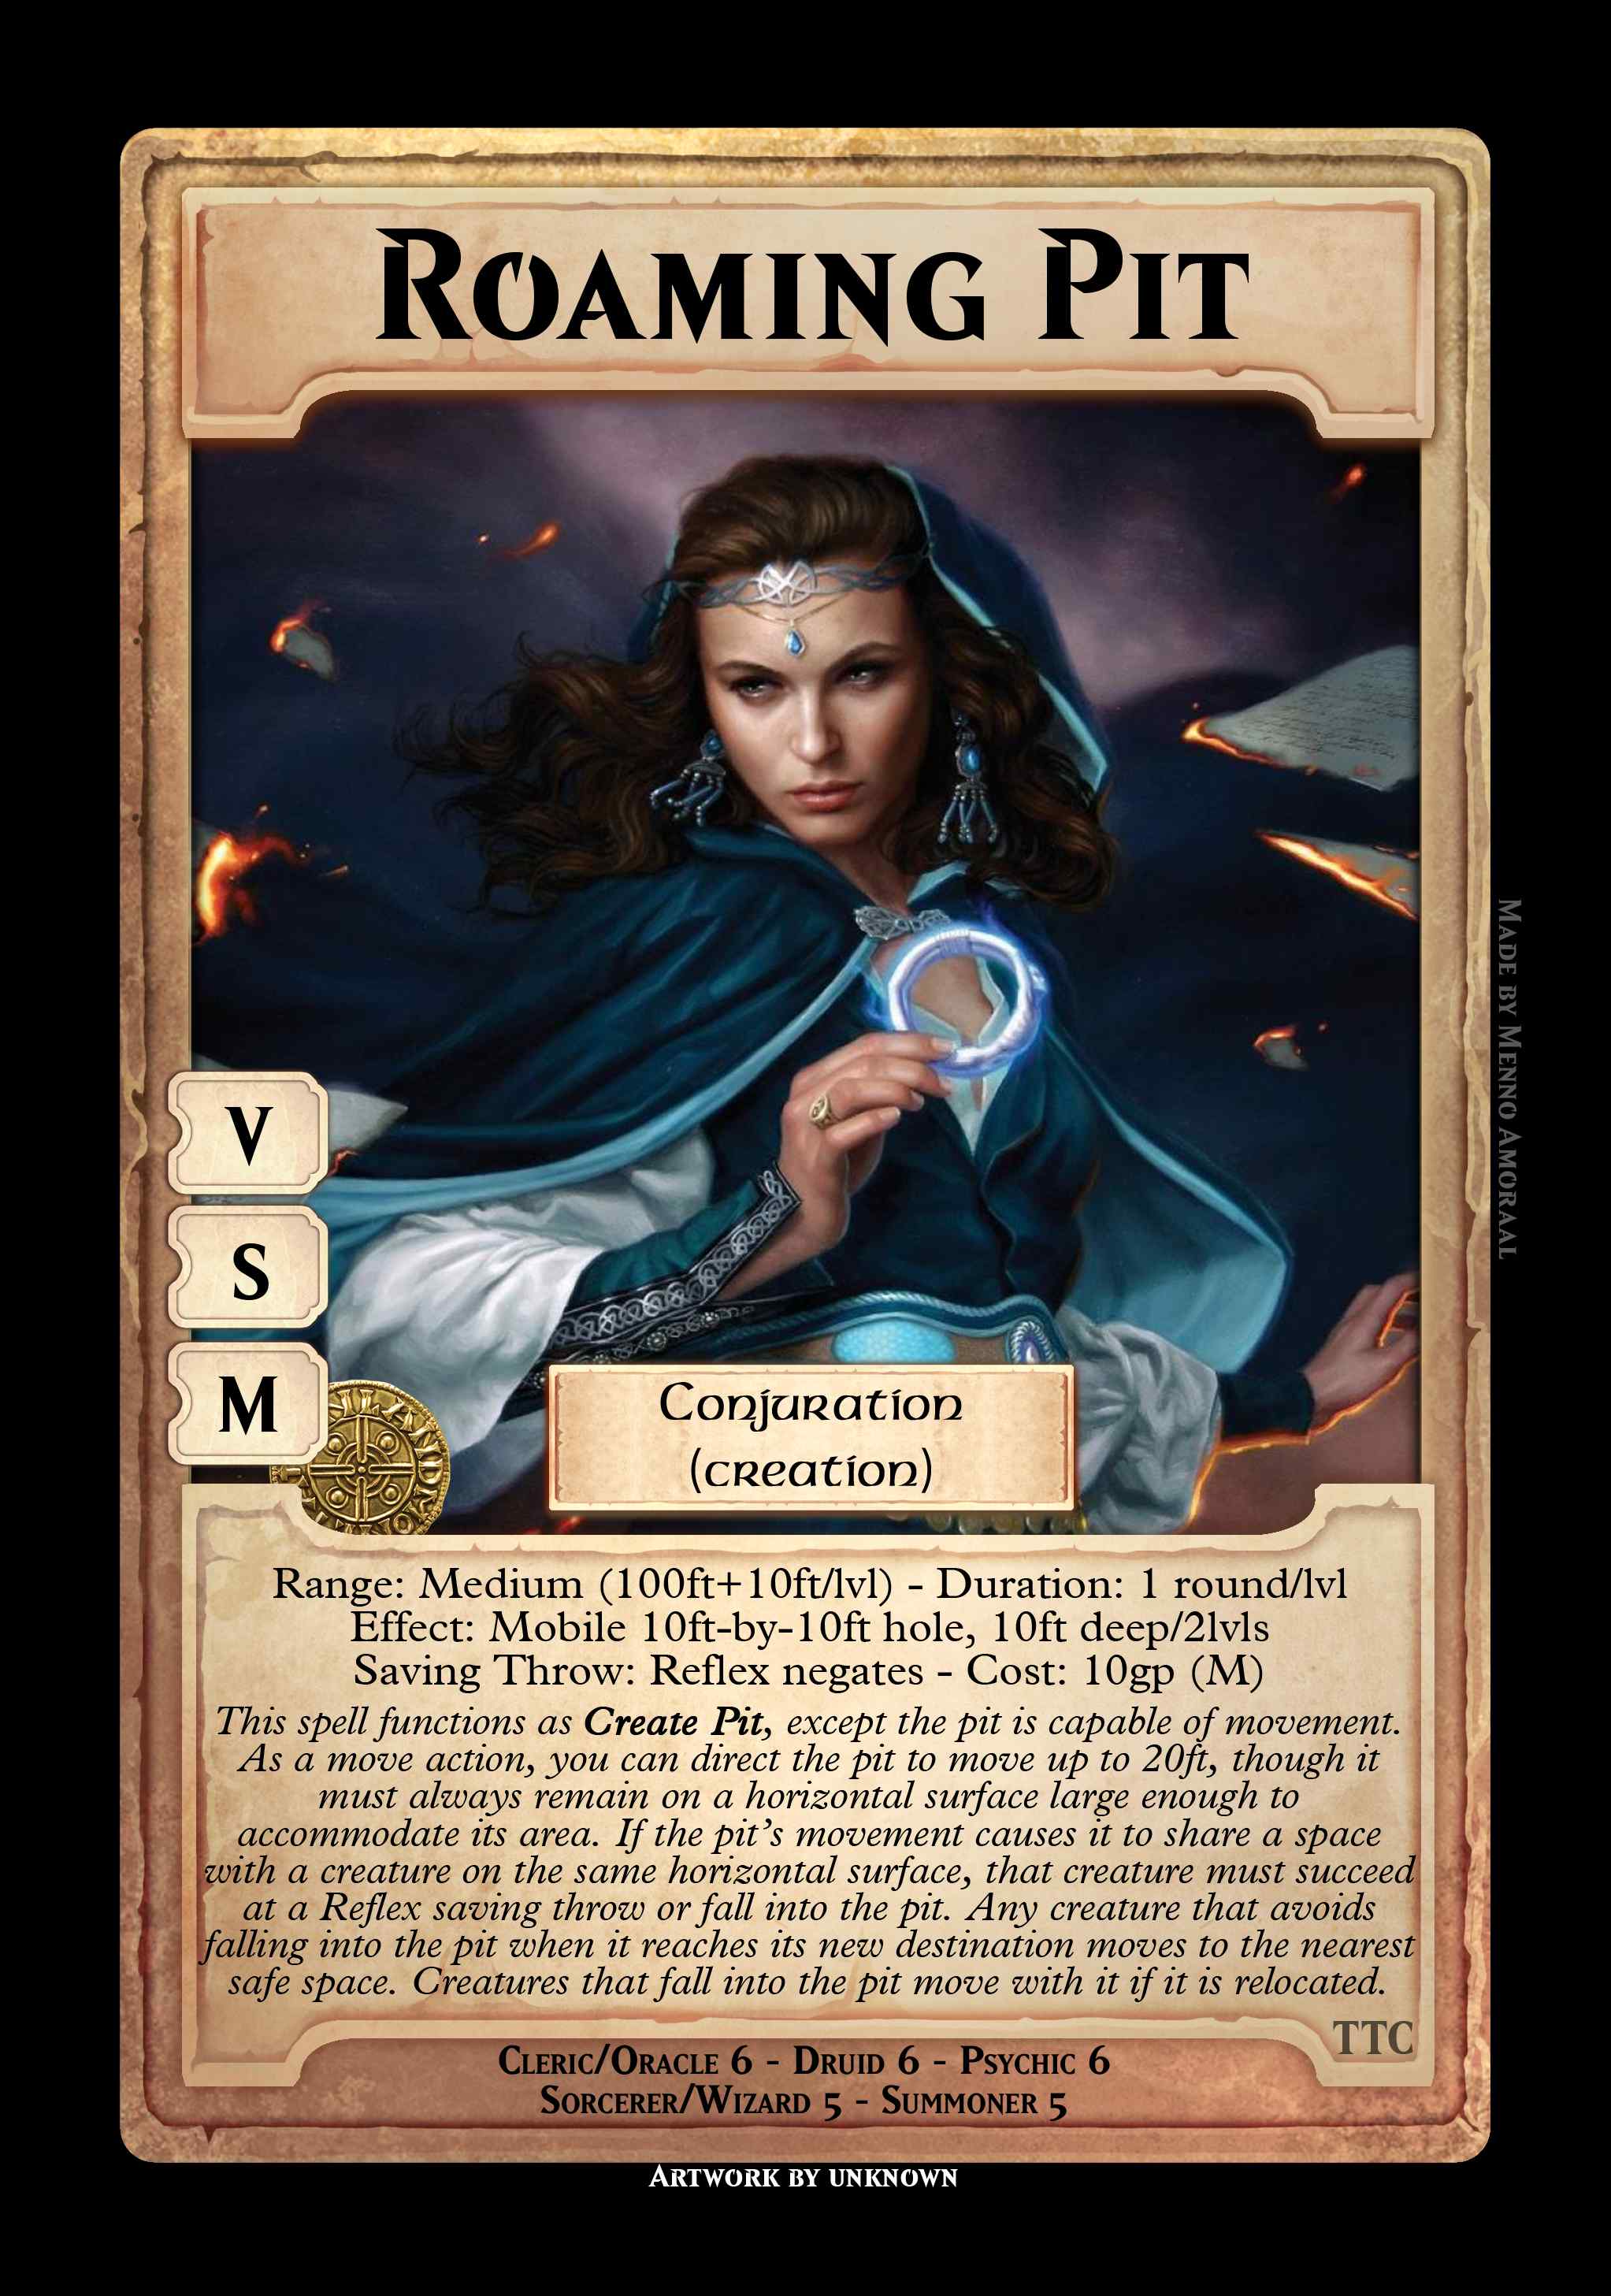 Roaming Pit
V
S
M
Conjuration
(creation)
Range: Medium (100ft+10ft/lvl) - Duration: 1 round/lvl
Effect: Mobile 10ft-by-10ft hole, 10ft deep/2lvls
Saving Throw: Reflex negates - Cost: 10gp (M)
This spell functions as Create Pit, except the pit is capable of movement.
As a move action, you can direct the pit to move up to 20ft, though it
must always remain on a horizontal surface large enough to
accommodate its area. If the pit’s movement causes it to share a space
with a creature on the same horizontal surface, that creature must succeed
at a Reflex saving throw or fall into the pit. Any creature that avoids
falling into the pit when it reaches its new destination moves to the nearest
safe space. Creatures that fall into the pit move with it if it is relocated.
TTC
Cleric/Oracle 6 - Druid 6 - Psychic 6
Sorcerer/Wizard 5 - Summoner 5
Artwork by unknown
Made by Menno Amoraal